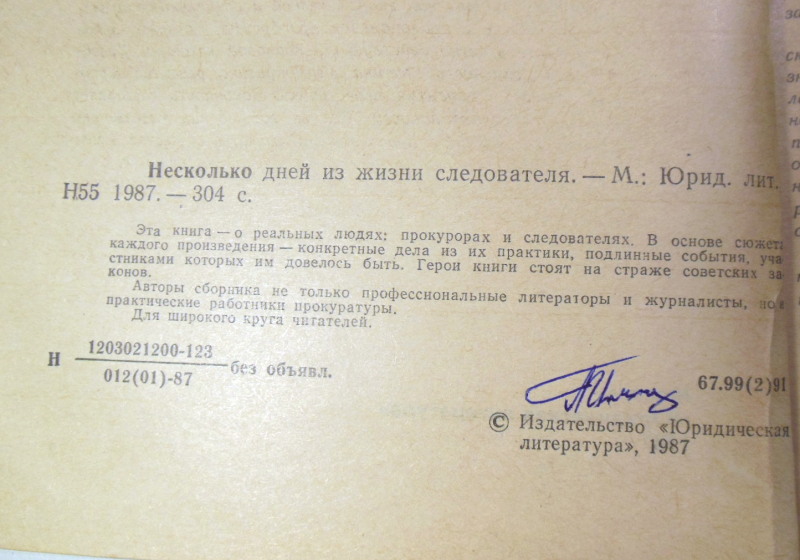 Несколько дней из жизни следователя. — М.: Юрид. лит.
Н55 1987. — 304 с.
Эта книга — о реальных людях: прокурорах и следователях. В основе сюжета
каждого произведения — конкретные дела из их практики, подлинные события, уча-
стниками которых им довелось быть. Герои книги стоят на страже советских за-
конов.
Авторы сборника не только профессиональные литераторы и журналисты, но и
практические работники прокуратуры.
Для широкого круга читателей.
Н 1203021200-123
012(01)-87 без объявл.
67.99(2)91
© Издательство «Юридическая
литература», 1987